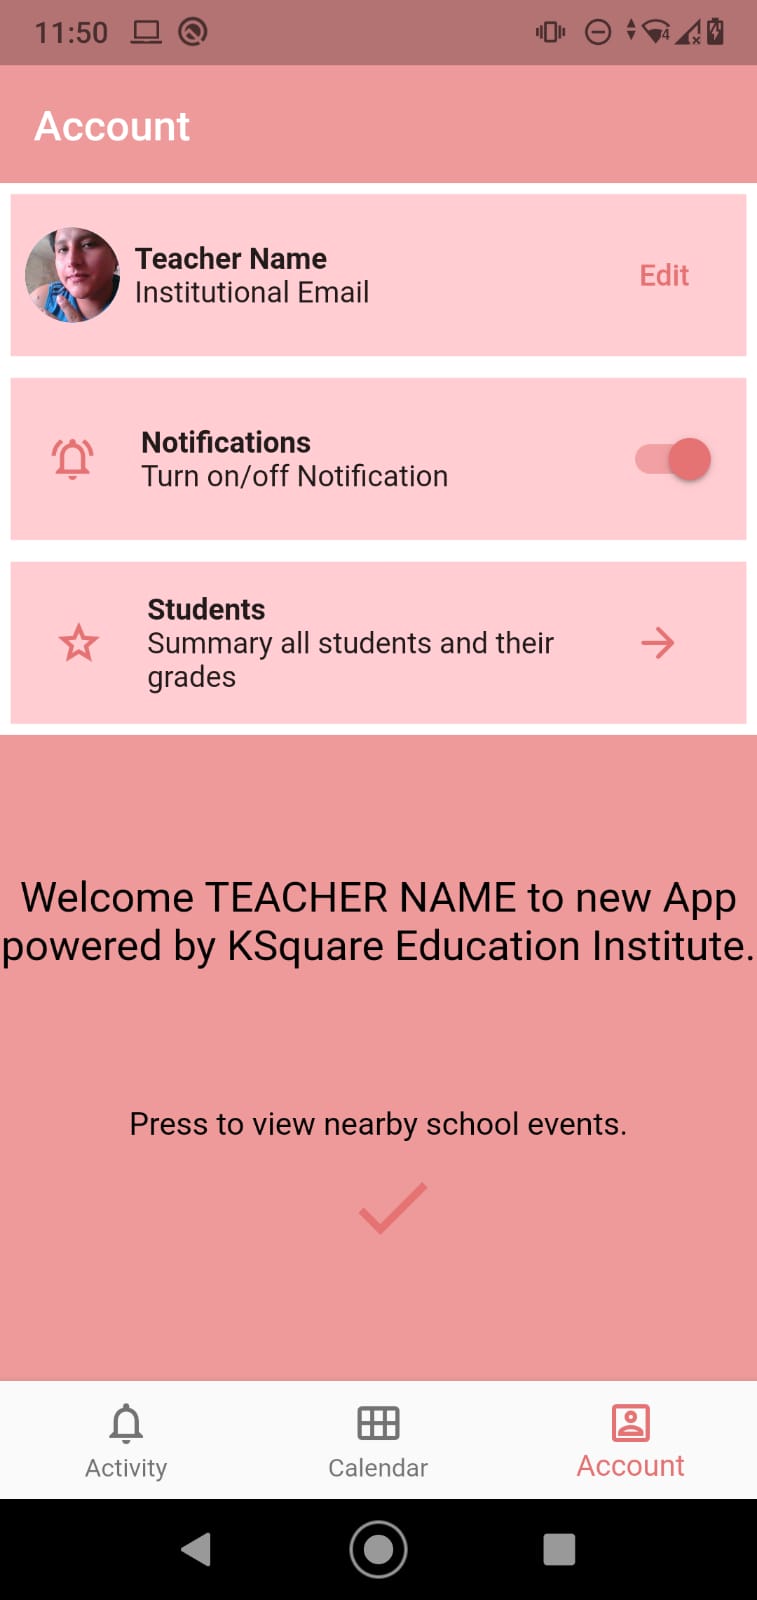 11:50
4
Account
Teacher Name
Institutional Email
Edit
Notifications
Turn on/off Notification
Students
Summary all students and their
grades
Welcome TEACHER NAME to new App
powered by KSquare Education Institute.
Press to view nearby school events.
Activity
Calendar
Account